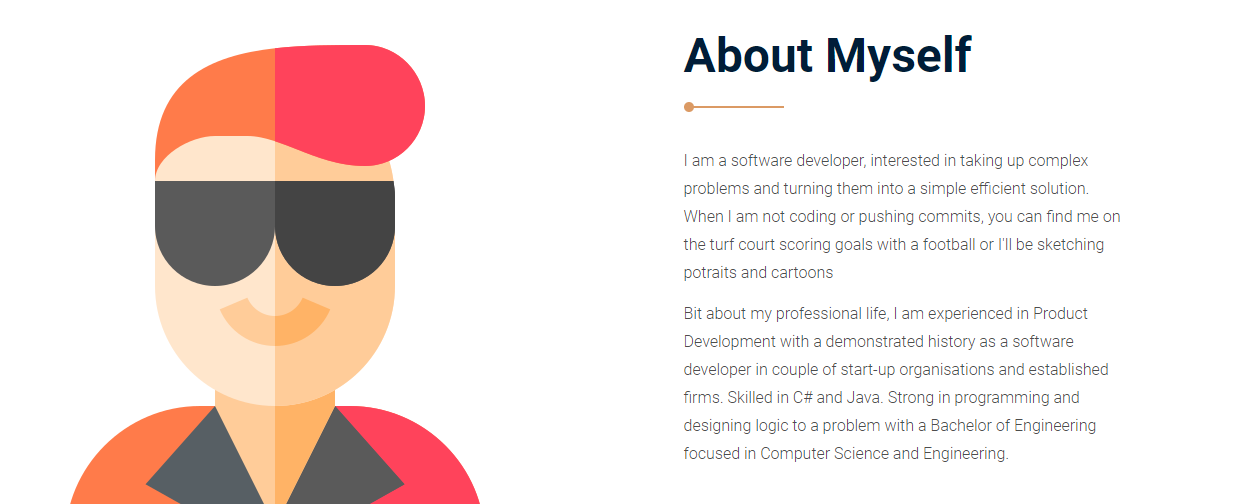 About Myself
I am a software developer, interested in taking up complex
problems and turning them into a simple efficient solution.
When I am not coding or pushing commits, you can find me on
the turf court scoring goals with a football or I'll be sketching
potraits and cartoons
Bit about my professional life, I am experienced in Product
Development with a demonstrated history as a software
developer in couple of start-up organisations and established
firms. Skilled in C# and Java. Strong in programming and
designing logic to a problem with a Bachelor of Engineering
focused in Computer Science and Engineering.